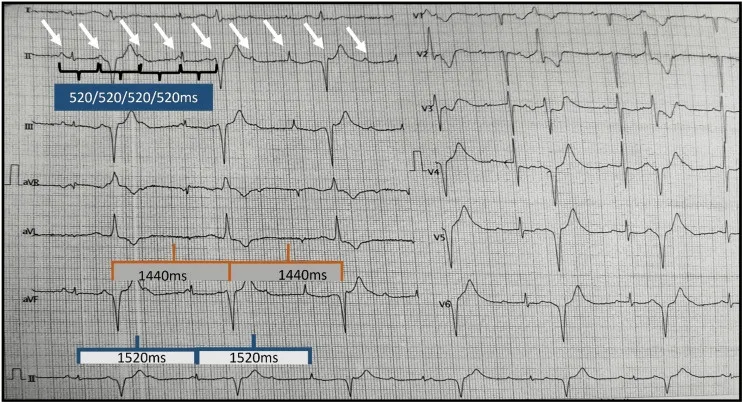 I
V1
II
V2
520/520/520/520ms
III
V3
aVR
V4
aVL
V5
1440ms 1440ms
aVF
V6
1520ms 1520ms
II